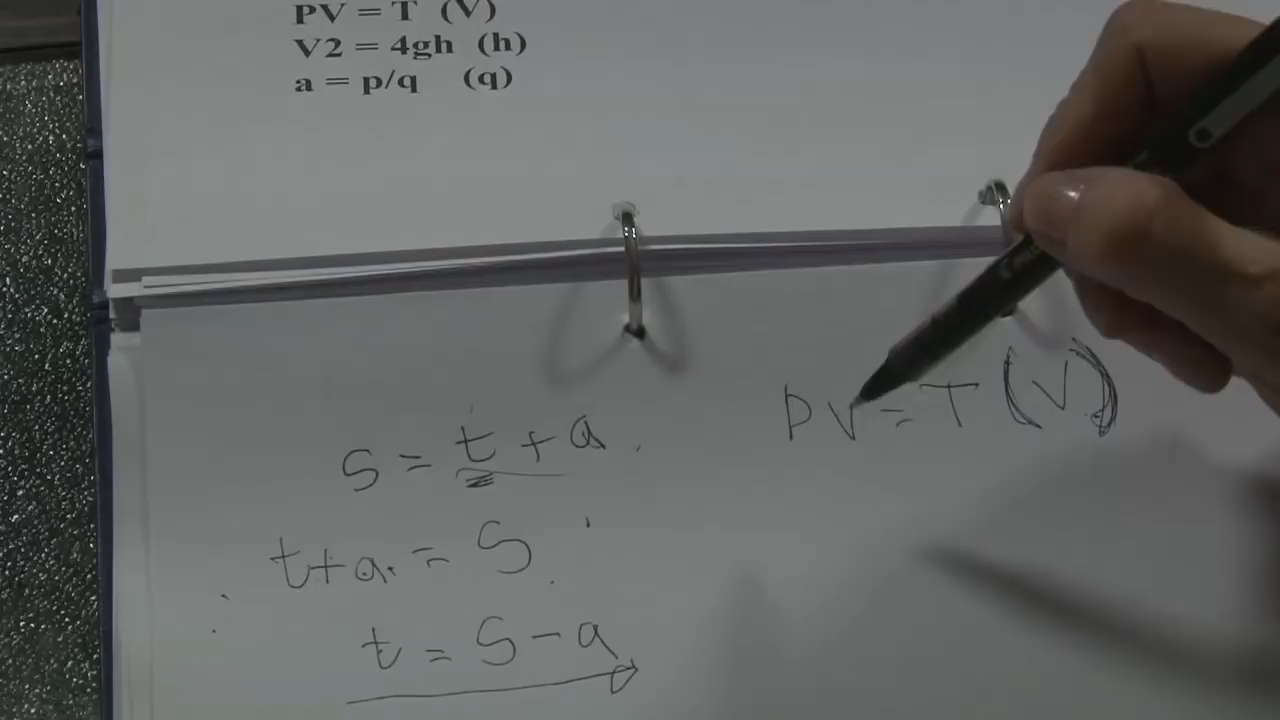 PV = T (V)
V2 = 4gh (h)
a = p/q (q)
PV = T (V)
S = t + a
t + a = S
t = S - a